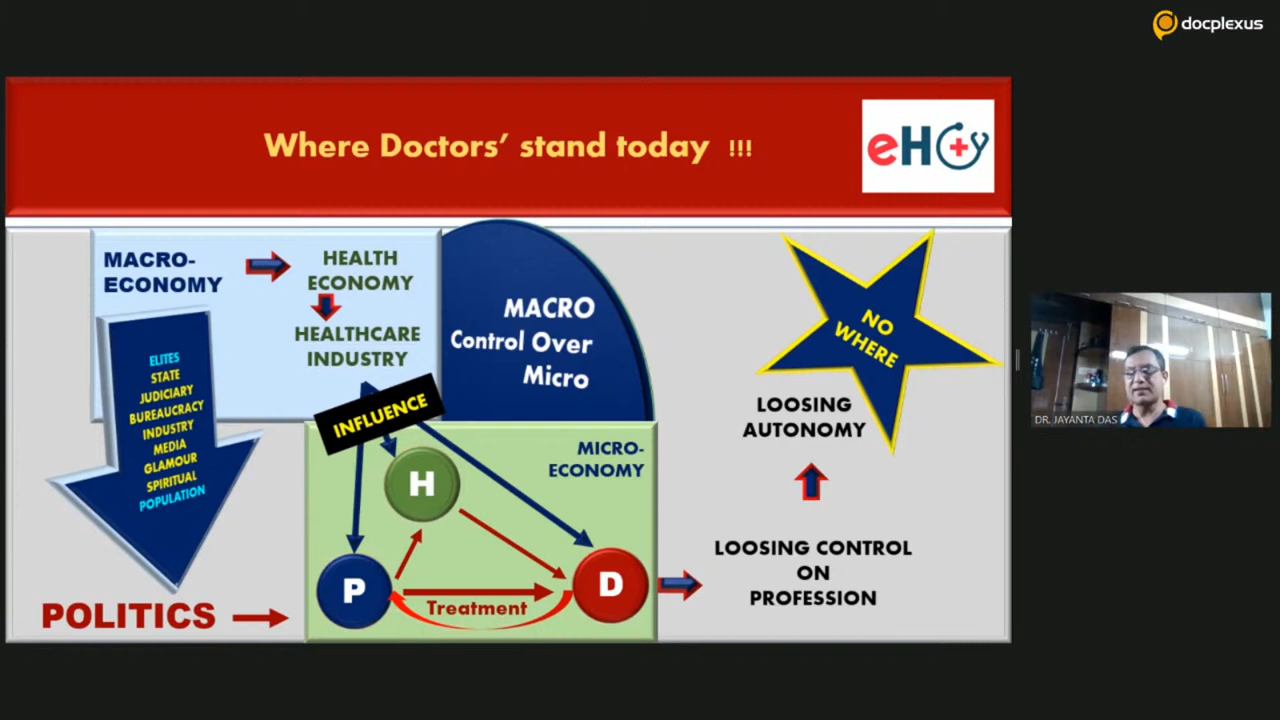 docplexus
Where Doctors’ stand today !!!
eHCy
MACRO-
ECONOMY
HEALTH
ECONOMY
HEALTHCARE
INDUSTRY
ELITES
STATE
JUDICIARY
BUREAUCRACY
INDUSTRY
MEDIA
GLAMOUR
SPIRITUAL
POPULATION
POLITICS
MACRO
Control Over
Micro
INFLUENCE
MICRO-
ECONOMY
H
P
D
Treatment
NO
WHERE
LOOSING
AUTONOMY
LOOSING CONTROL
ON
PROFESSION
DR. JAYANTA DAS